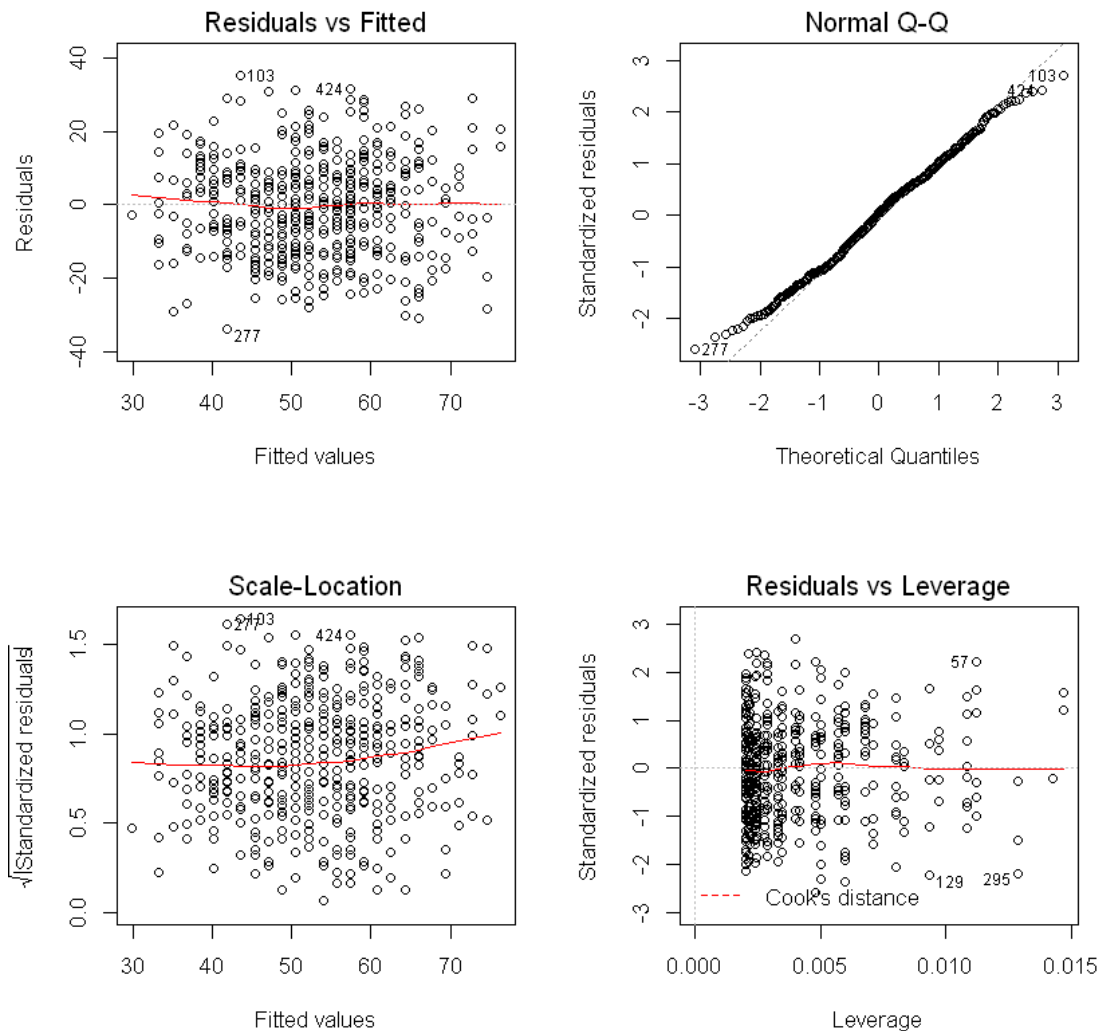 Residuals vs Fitted
Residuals
40
20
0
-20
-40
103
424
277
30 40 50 60 70
Fitted values
Normal Q-Q
Standardized residuals
3
2
1
0
-1
-2
103
424
277
-3 -2 -1 0 1 2 3
Theoretical Quantiles
Scale-Location
√|Standardized residuals|
1.5
1.0
0.5
0.0
103
277
424
30 40 50 60 70
Fitted values
Residuals vs Leverage
Standardized residuals
3
2
1
0
-1
-2
-3
57
129
295
Cook's distance
0.000 0.005 0.010 0.015
Leverage